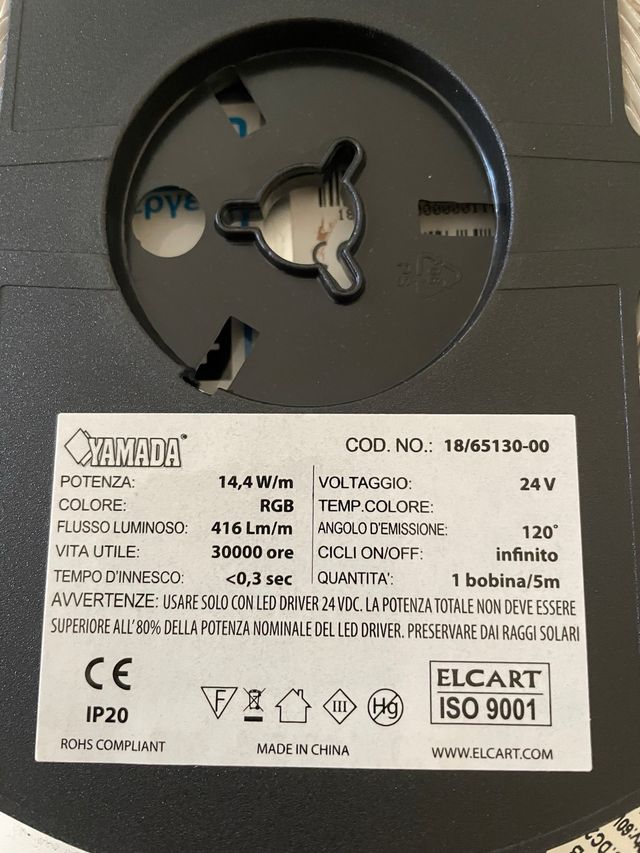 YAMADA®
COD. NO.: 18/65130-00
POTENZA: 14,4 W/m
COLORE: RGB
FLUSSO LUMINOSO: 416 Lm/m
VITA UTILE: 30000 ore
TEMPO D'INNESCO: <0,3 sec
VOLTAGGIO: 24 V
TEMP.COLORE:
ANGOLO D'EMISSIONE: 120°
CICLI ON/OFF: infinito
QUANTITA': 1 bobina/5m
AVVERTENZE: USARE SOLO CON LED DRIVER 24 VDC. LA POTENZA TOTALE NON DEVE ESSERE
SUPERIORE ALL'80% DELLA POTENZA NOMINALE DEL LED DRIVER. PRESERVARE DAI RAGGI SOLARI
CE
IP20
F
III
Hg
ELCART
ISO 9001
ROHS COMPLIANT
MADE IN CHINA
WWW.ELCART.COM